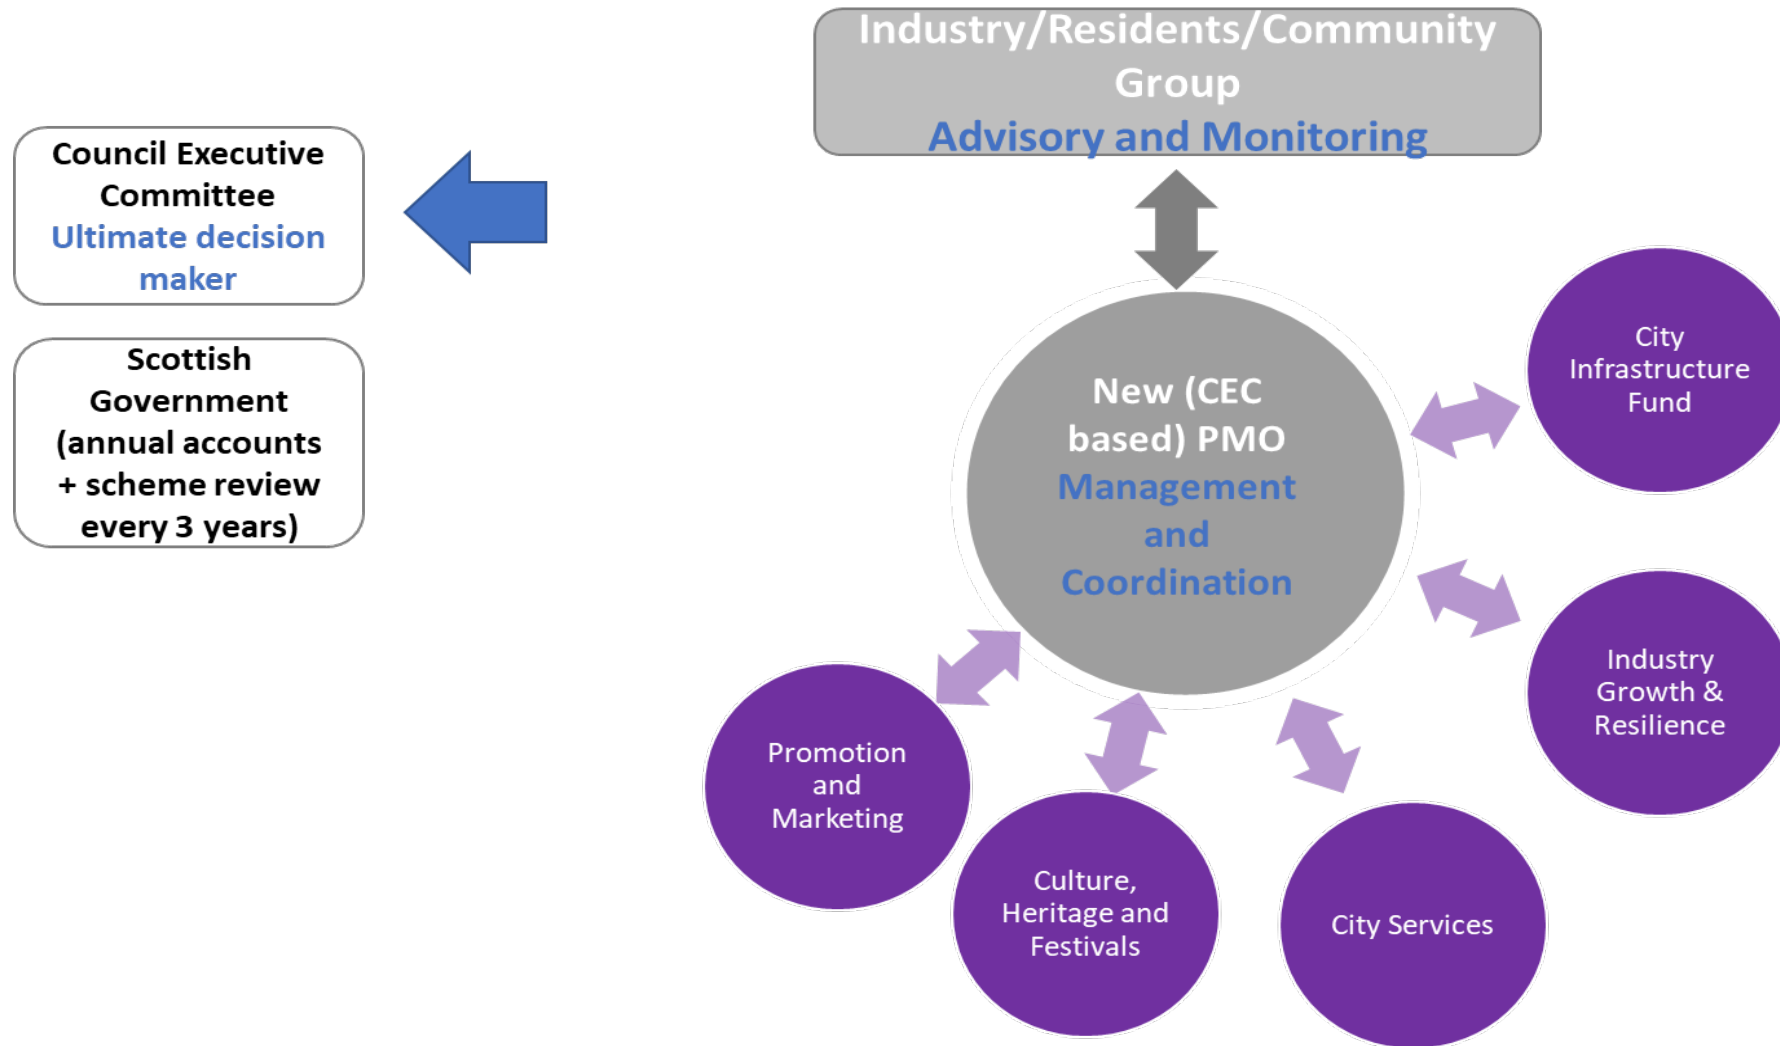 Industry/Residents/Community
Group
Advisory and Monitoring
Council Executive
Committee
Ultimate decision
maker
Scottish
Government
(annual accounts
+ scheme review
every 3 years)
New (CEC
based) PMO
Management
and
Coordination
City
Infrastructure
Fund
Industry
Growth &
Resilience
City Services
Culture,
Heritage and
Festivals
Promotion
and
Marketing